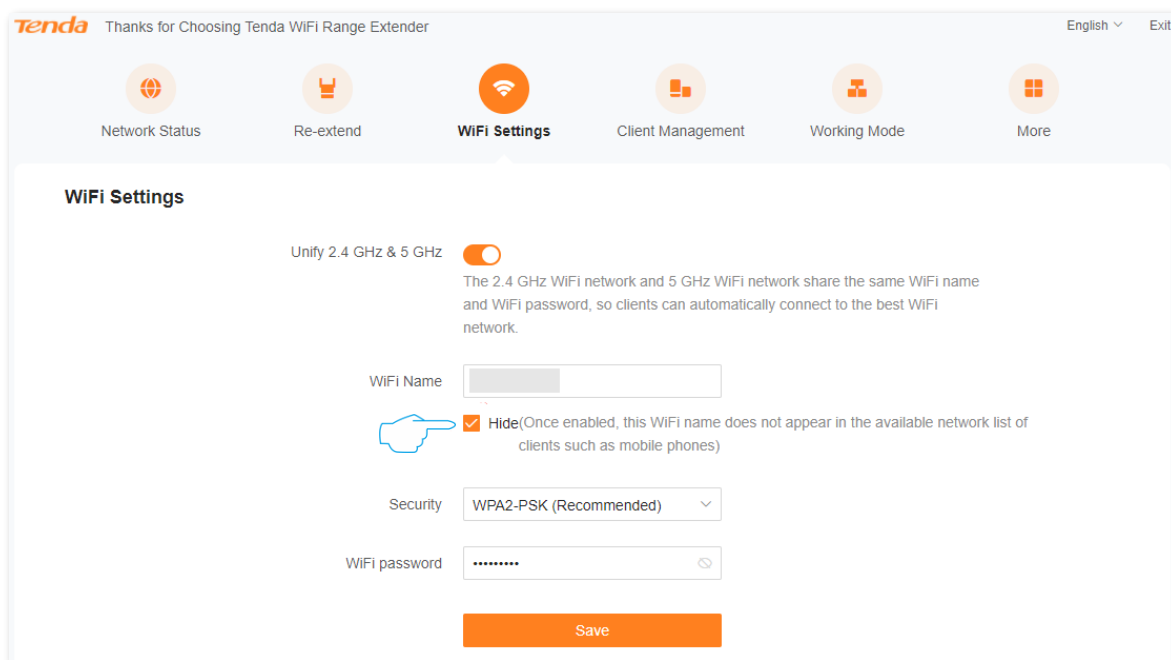 Tenda Thanks for Choosing Tenda WiFi Range Extender English Exit
Network Status Re-extend WiFi Settings Client Management Working Mode More
WiFi Settings
Unify 2.4 GHz & 5 GHz
The 2.4 GHz WiFi network and 5 GHz WiFi network share the same WiFi name
and WiFi password, so clients can automatically connect to the best WiFi
network.
WiFi Name
Hide(Once enabled, this WiFi name does not appear in the available network list of
clients such as mobile phones)
Security WPA2-PSK (Recommended)
WiFi password •••••••••
Save